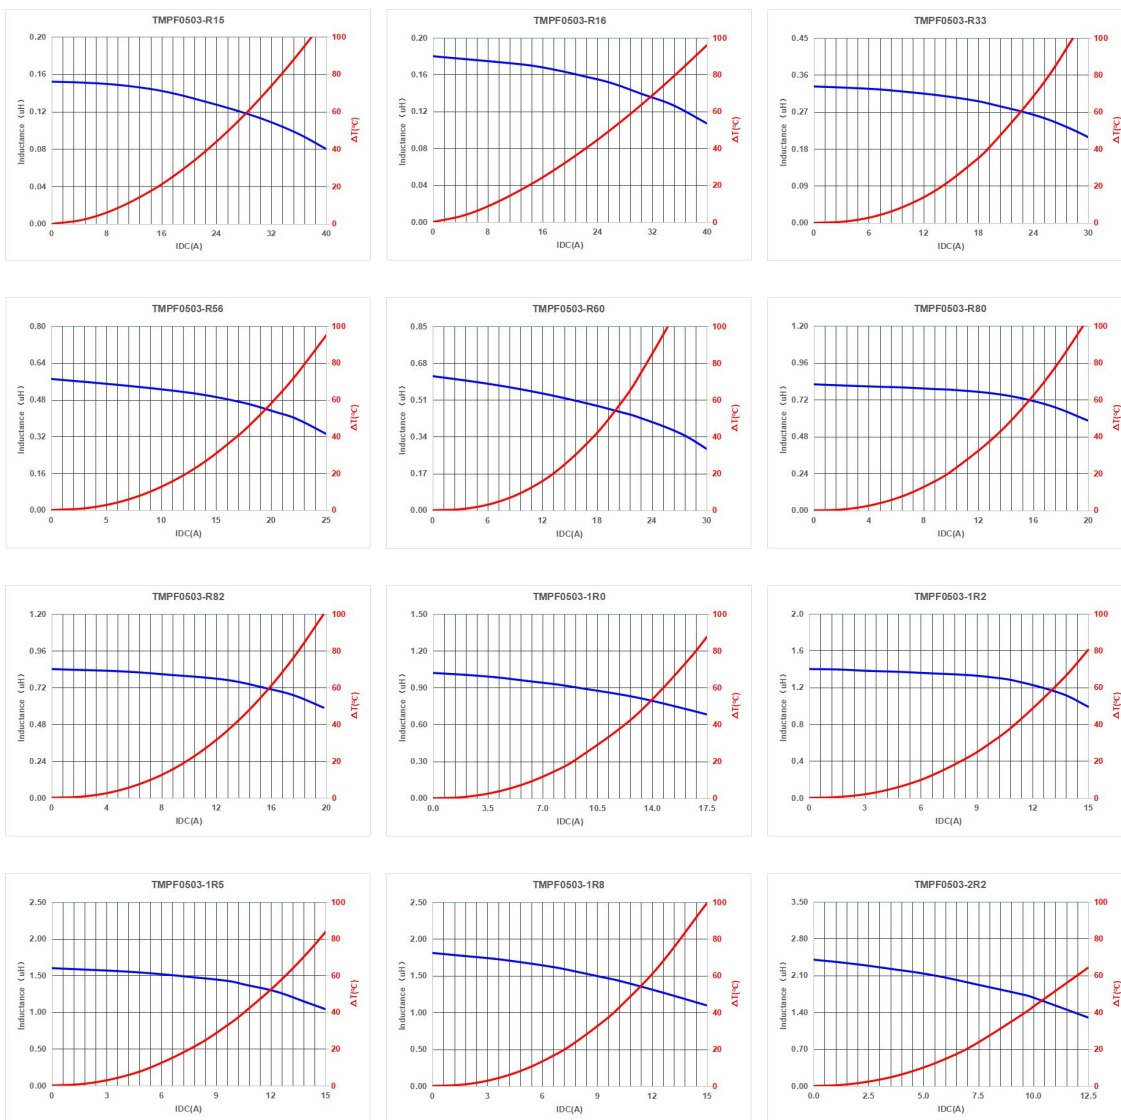 TMPF0503-R15
0.20
0.16
0.12
0.08
0.04
0.00
Inductance (uH)
100
80
60
40
20
0
ΔT(℃)
0 8 16 24 32 40
IDC(A)
TMPF0503-R16
0.20
0.16
0.12
0.08
0.04
0.00
Inductance (uH)
100
80
60
40
20
0
ΔT(℃)
0 8 16 24 32 40
IDC(A)
TMPF0503-R33
0.45
0.36
0.27
0.18
0.09
0.00
Inductance (uH)
100
80
60
40
20
0
ΔT(℃)
0 6 12 18 24 30
IDC(A)
TMPF0503-R56
0.80
0.64
0.48
0.32
0.16
0.00
Inductance (uH)
100
80
60
40
20
0
ΔT(℃)
0 5 10 15 20 25
IDC(A)
TMPF0503-R60
0.85
0.68
0.51
0.34
0.17
0.00
Inductance (uH)
100
80
60
40
20
0
ΔT(℃)
0 6 12 18 24 30
IDC(A)
TMPF0503-R80
1.20
0.96
0.72
0.48
0.24
0.00
Inductance (uH)
100
80
60
40
20
0
ΔT(℃)
0 4 8 12 16 20
IDC(A)
TMPF0503-R82
1.20
0.96
0.72
0.48
0.24
0.00
Inductance (uH)
100
80
60
40
20
0
ΔT(℃)
0 4 8 12 16 20
IDC(A)
TMPF0503-1R0
1.50
1.20
0.90
0.60
0.30
0.00
Inductance (uH)
100
80
60
40
20
0
ΔT(℃)
0.0 3.5 7.0 10.5 14.0 17.5
IDC(A)
TMPF0503-1R2
2.0
1.6
1.2
0.8
0.4
0.0
Inductance (uH)
100
80
60
40
20
0
ΔT(℃)
0 3 6 9 12 15
IDC(A)
TMPF0503-1R5
2.50
2.00
1.50
1.00
0.50
0.00
Inductance (uH)
100
80
60
40
20
0
ΔT(℃)
0 3 6 9 12 15
IDC(A)
TMPF0503-1R8
2.50
2.00
1.50
1.00
0.50
0.00
Inductance (uH)
100
80
60
40
20
0
ΔT(℃)
0 3 6 9 12 15
IDC(A)
TMPF0503-2R2
3.50
2.80
2.10
1.40
0.70
0.00
Inductance (uH)
100
80
60
40
20
0
ΔT(℃)
0.0 2.5 5.0 7.5 10.0 12.5
IDC(A)